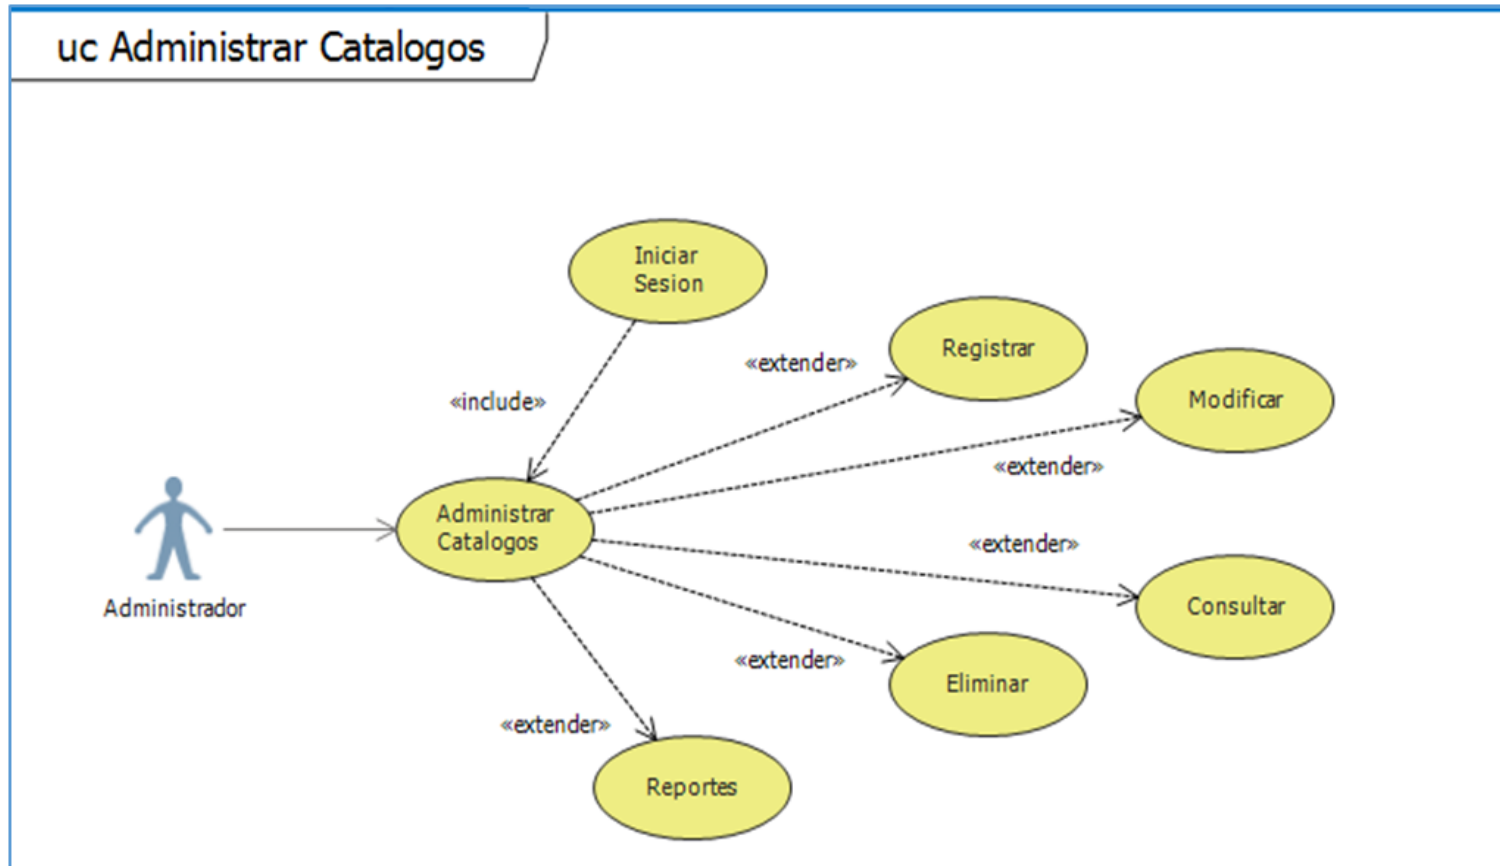 uc Administrar Catalogos
Iniciar
Sesion
«extender»
Registrar
Modificar
«include»
«extender»
Administrar
Catalogos
«extender»
Consultar
Administrador
«extender»
Eliminar
«extender»
Reportes